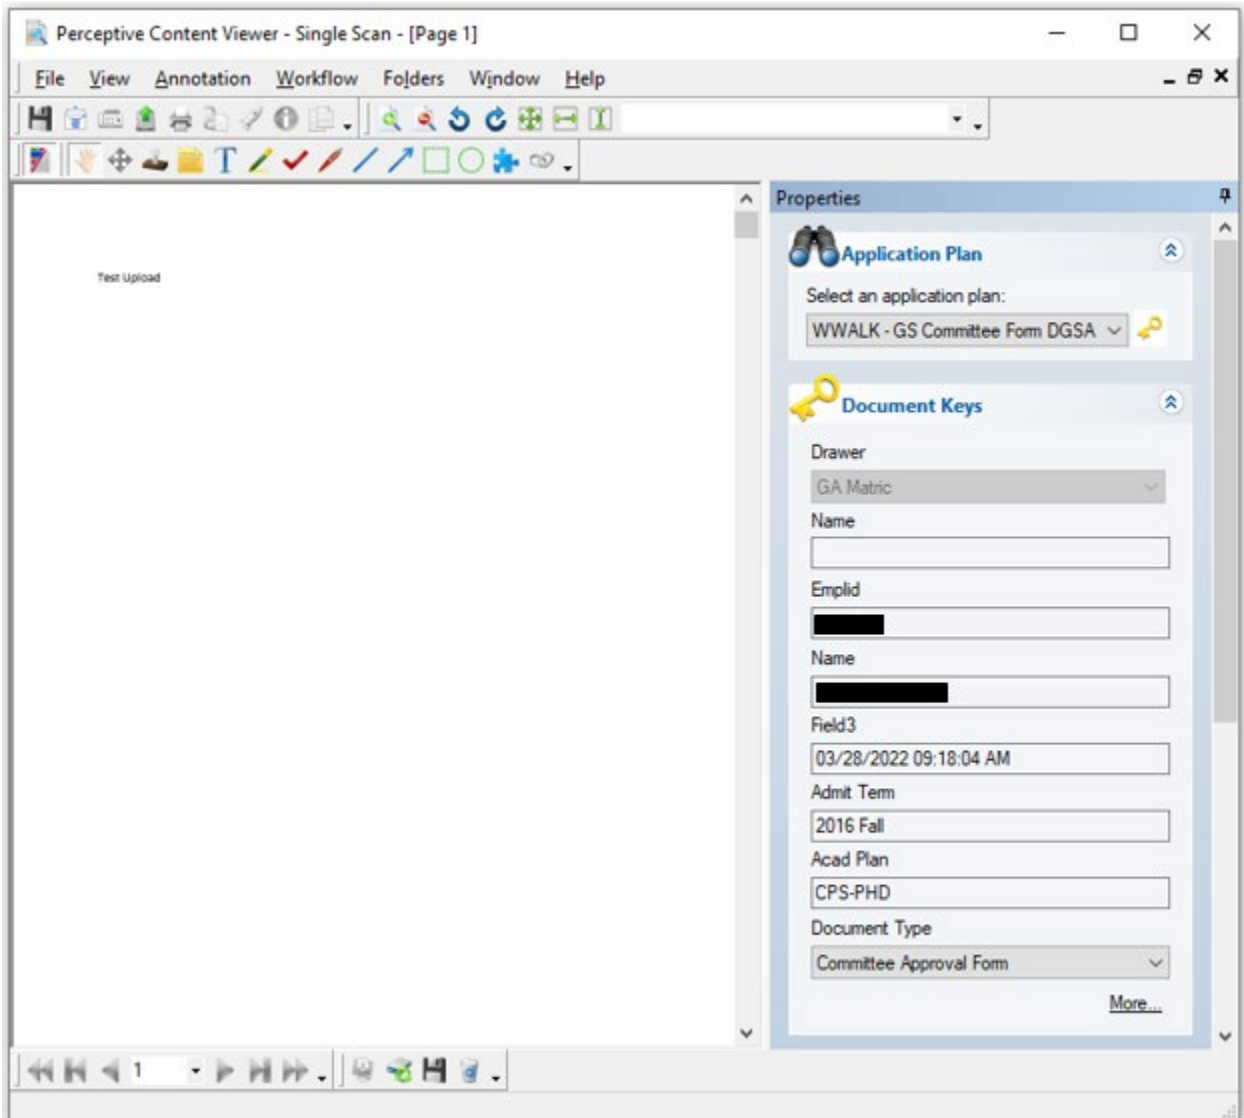 Perceptive Content Viewer - Single Scan - [Page 1]
File View Annotation Workflow Folders Window Help
T
Test Upload
Properties
Application Plan
Select an application plan:
WWALK - GS Committee Form DGSA
Document Keys
Drawer
GA Matric
Name
Emplid
Name
Field3
03/28/2022 09:18:04 AM
Admit Term
2016 Fall
Acad Plan
CPS-PHD
Document Type
Committee Approval Form
More...
1